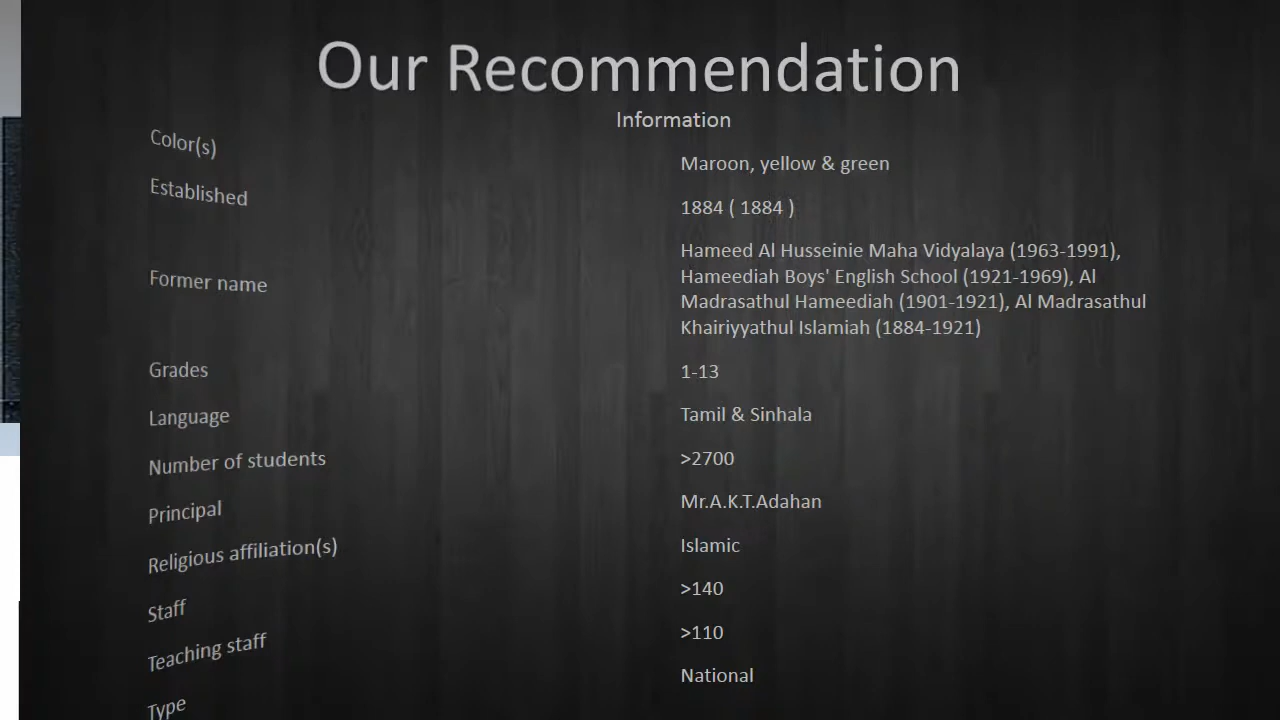 Our Recommendation
Information
Color(s)
Maroon, yellow & green
Established
1884 ( 1884 )
Former name
Hameed Al Husseinie Maha Vidyalaya (1963-1991),
Hameediah Boys' English School (1921-1969), Al
Madrasathul Hameediah (1901-1921), Al Madrasathul
Khairiyyathul Islamiah (1884-1921)
Grades
1-13
Language
Tamil & Sinhala
Number of students
>2700
Principal
Mr.A.K.T.Adahan
Religious affiliation(s)
Islamic
Staff
>140
Teaching staff
>110
Type
National